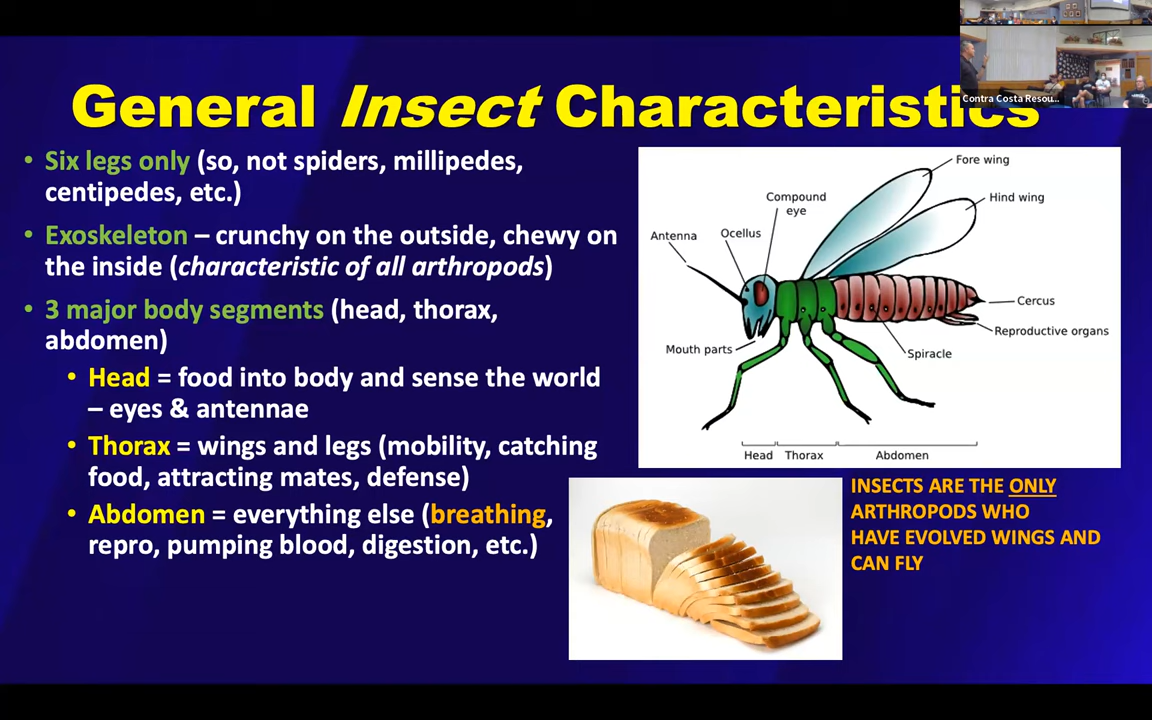 General Insect Characteristics
Contra Costa Resou...
• Six legs only (so, not spiders, millipedes,
centipedes, etc.)
• Exoskeleton – crunchy on the outside, chewy on
the inside (characteristic of all arthropods)
• 3 major body segments (head, thorax,
abdomen)
• Head = food into body and sense the world
– eyes & antennae
• Thorax = wings and legs (mobility, catching
food, attracting mates, defense)
• Abdomen = everything else (breathing,
repro, pumping blood, digestion, etc.)
Fore wing
Hind wing
Compound
eye
Antenna
Ocellus
Cercus
Reproductive organs
Mouth parts
Spiracle
Head
Thorax
Abdomen
INSECTS ARE THE ONLY
ARTHROPODS WHO
HAVE EVOLVED WINGS AND
CAN FLY